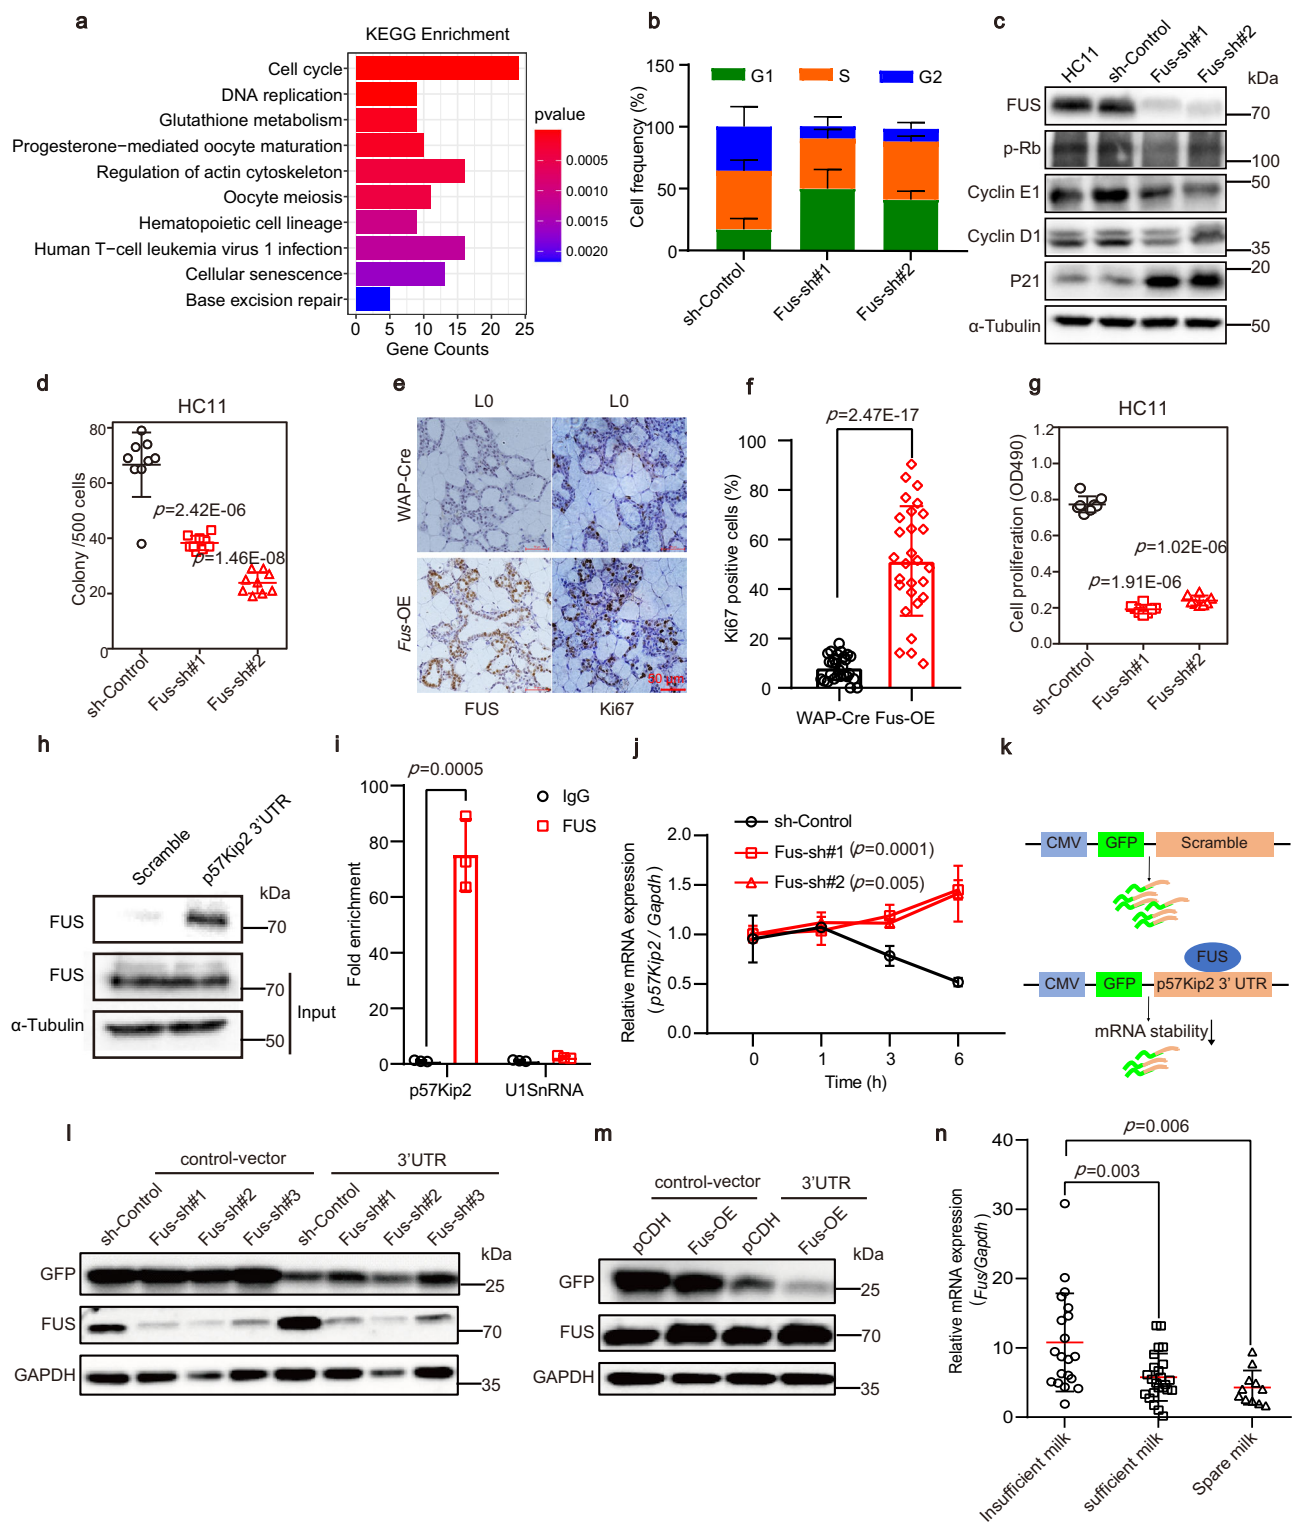 a
KEGG Enrichment
Cell cycle
DNA replication
Glutathione metabolism
Progesterone−mediated oocyte maturation
Regulation of actin cytoskeleton
Oocyte meiosis
Hematopoietic cell lineage
Human T−cell leukemia virus 1 infection
Cellular senescence
Base excision repair
0 5 10 15 20 25
Gene Counts
pvalue
0.0005
0.0010
0.0015
0.0020
b
G1 S G2
Cell frequency (%)
150
100
50
0
sh-Control
Fus-sh#1
Fus-sh#2
c
HC11
sh-Control
Fus-sh#1
Fus-sh#2
kDa
FUS
70
p-Rb
100
Cyclin E1
50
Cyclin D1
35
P21
20
α-Tubulin
50
d
HC11
Colony /500 cells
80
60
40
20
0
p=2.42E-06
p=1.46E-08
sh-Control
Fus-sh#1
Fus-sh#2
e
L0 L0
WAP-Cre
Fus-OE
50 μm
FUS Ki67
f
p=2.47E-17
Ki67 positive cells (%)
100
80
60
40
20
0
WAP-Cre Fus-OE
g
HC11
Cell proliferation (OD490)
1.2
1.0
0.8
0.6
0.4
0.2
0.0
p=1.02E-06
p=1.91E-06
sh-Control
Fus-sh#1
Fus-sh#2
h
Scramble
p57Kip2 3'UTR
kDa
FUS
70
FUS
70
α-Tubulin
50
Input
i
p=0.0005
IgG
FUS
Fold enrichment
100
80
60
40
20
0
p57Kip2 U1SnRNA
j
sh-Control
Fus-sh#1 (p=0.0001)
Fus-sh#2 (p=0.005)
Relative mRNA expression
(p57Kip2 / Gapdh)
2.0
1.5
1.0
0.5
0.0
0 1 3 6
Time (h)
k
CMV GFP Scramble
FUS
CMV GFP p57Kip2 3' UTR
mRNA stability
l
control-vector 3'UTR
sh-Control
Fus-sh#1
Fus-sh#2
Fus-sh#3
sh-Control
Fus-sh#1
Fus-sh#2
Fus-sh#3
kDa
GFP
25
FUS
70
GAPDH
35
m
control-vector 3'UTR
pCDH
Fus-OE
pCDH
Fus-OE
kDa
GFP
25
FUS
70
GAPDH
35
n
p=0.006
p=0.003
Relative mRNA expression
(Fus/Gapdh)
40
30
20
10
0
Insufficient milk
sufficient milk
Spare milk